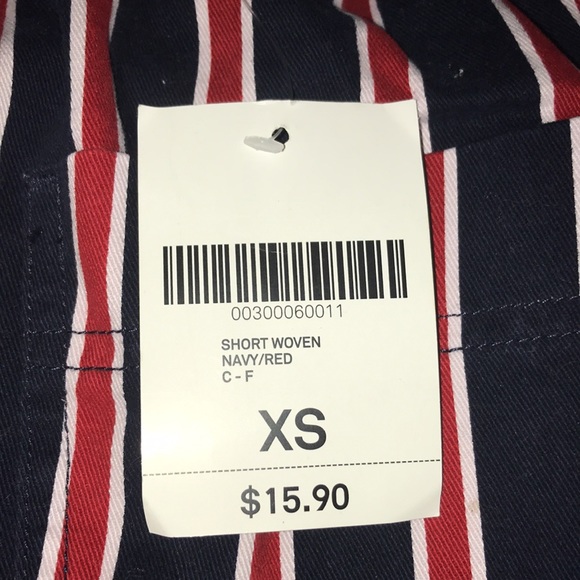 00300060011
SHORT WOVEN
NAVY/RED
C - F
XS
$15.90